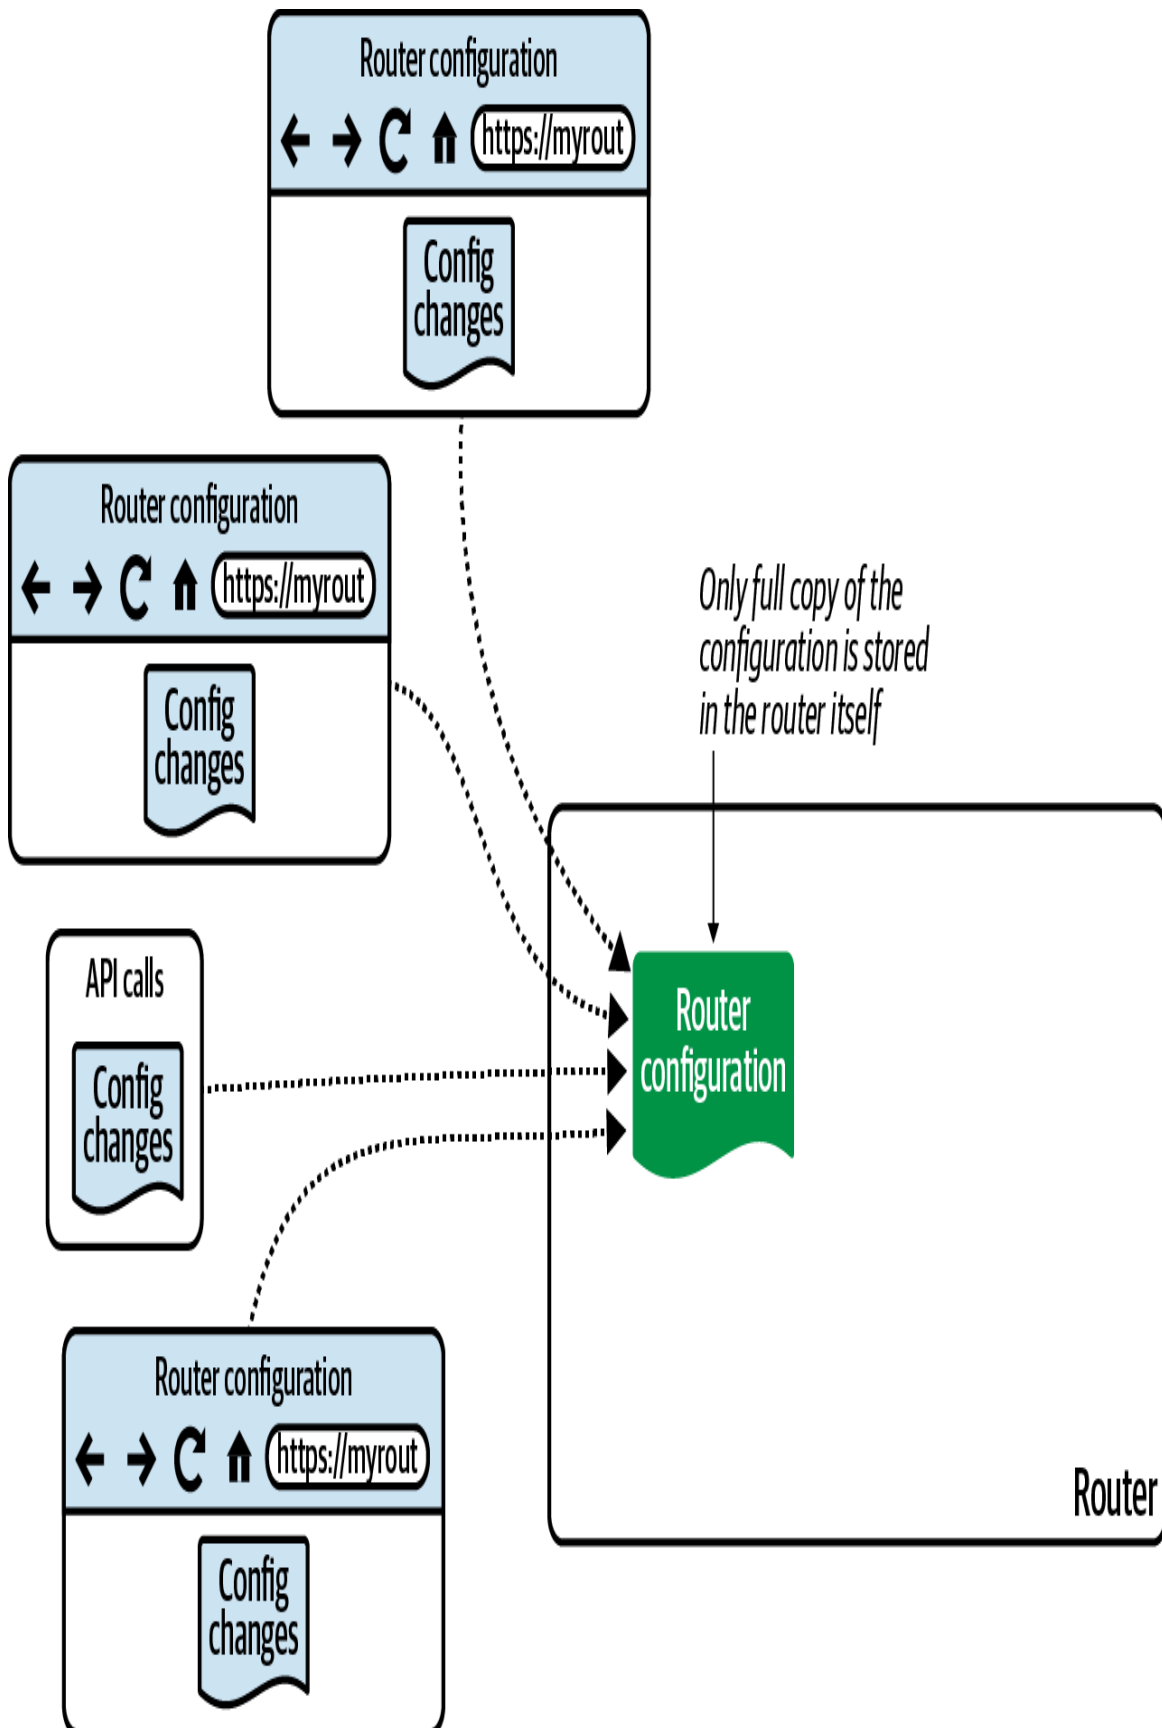 Router configuration
https://myrout
Config
changes
Router configuration
https://myrout
Config
changes
Only full copy of the
configuration is stored
in the router itself
API calls
Config
changes
Router
configuration
Router configuration
https://myrout
Config
changes
Router